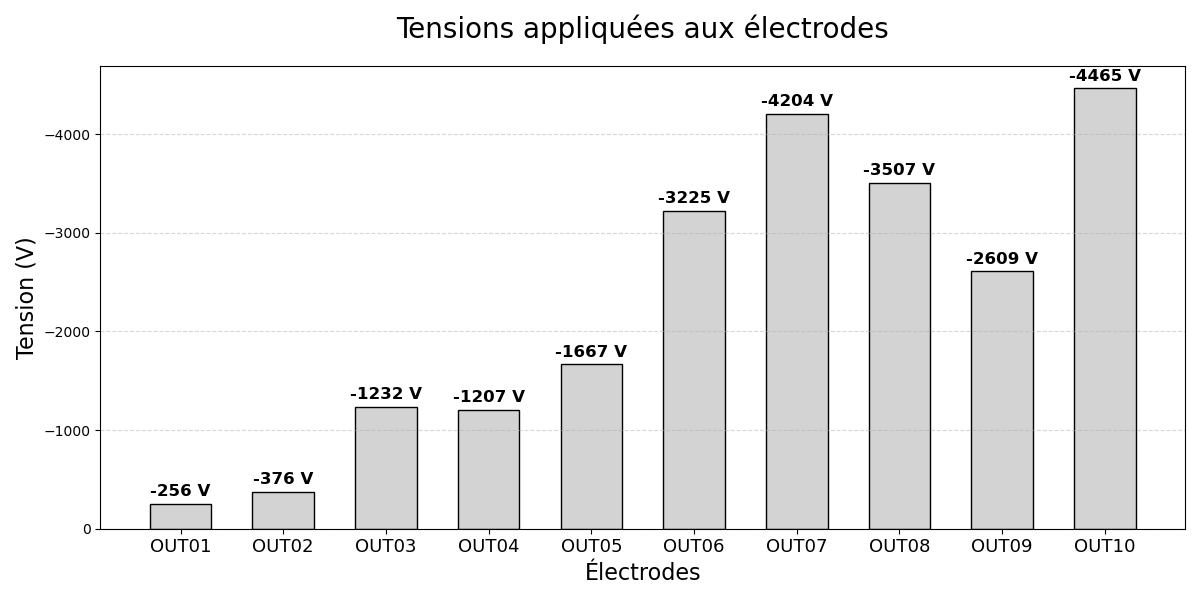 Tensions appliquées aux électrodes
Tension (V)
−4000
−3000
−2000
−1000
0
-256 V
-376 V
-1232 V
-1207 V
-1667 V
-3225 V
-4204 V
-3507 V
-2609 V
-4465 V
OUT01 OUT02 OUT03 OUT04 OUT05 OUT06 OUT07 OUT08 OUT09 OUT10
Électrodes